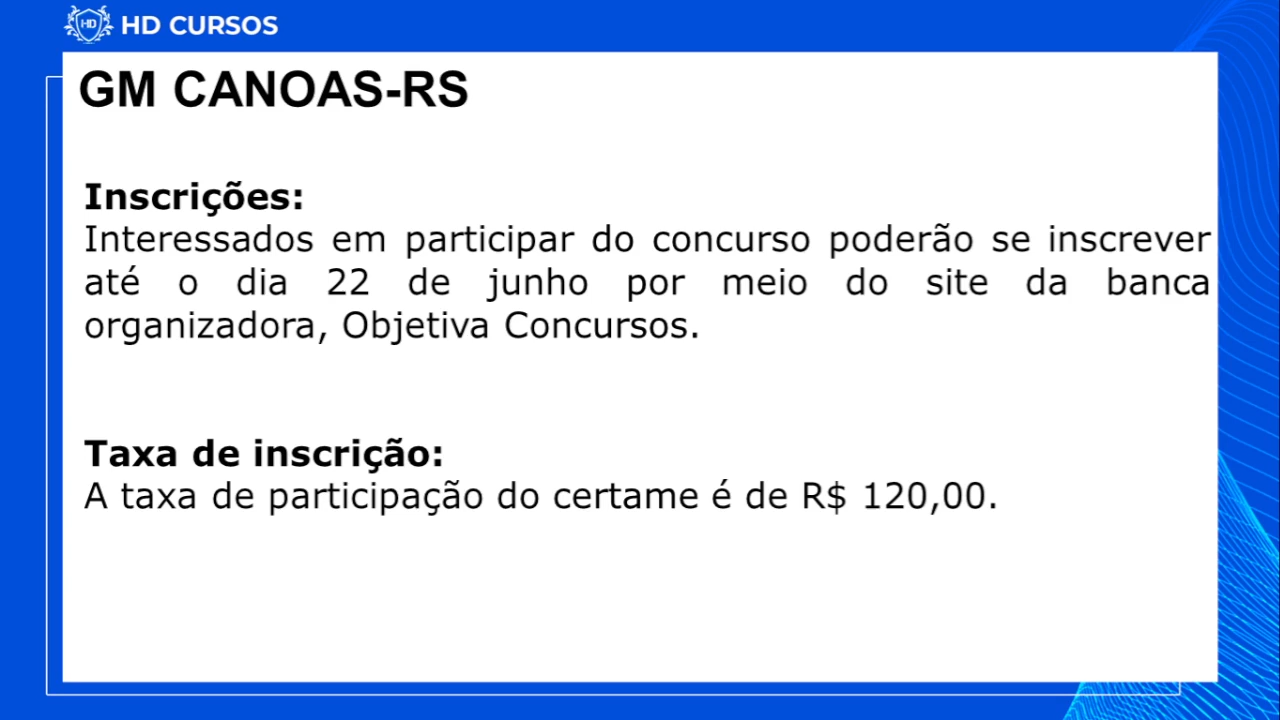 HD CURSOS
GM CANOAS-RS
Inscrições:
Interessados em participar do concurso poderão se inscrever
até o dia 22 de junho por meio do site da banca
organizadora, Objetiva Concursos.
Taxa de inscrição:
A taxa de participação do certame é de R$ 120,00.